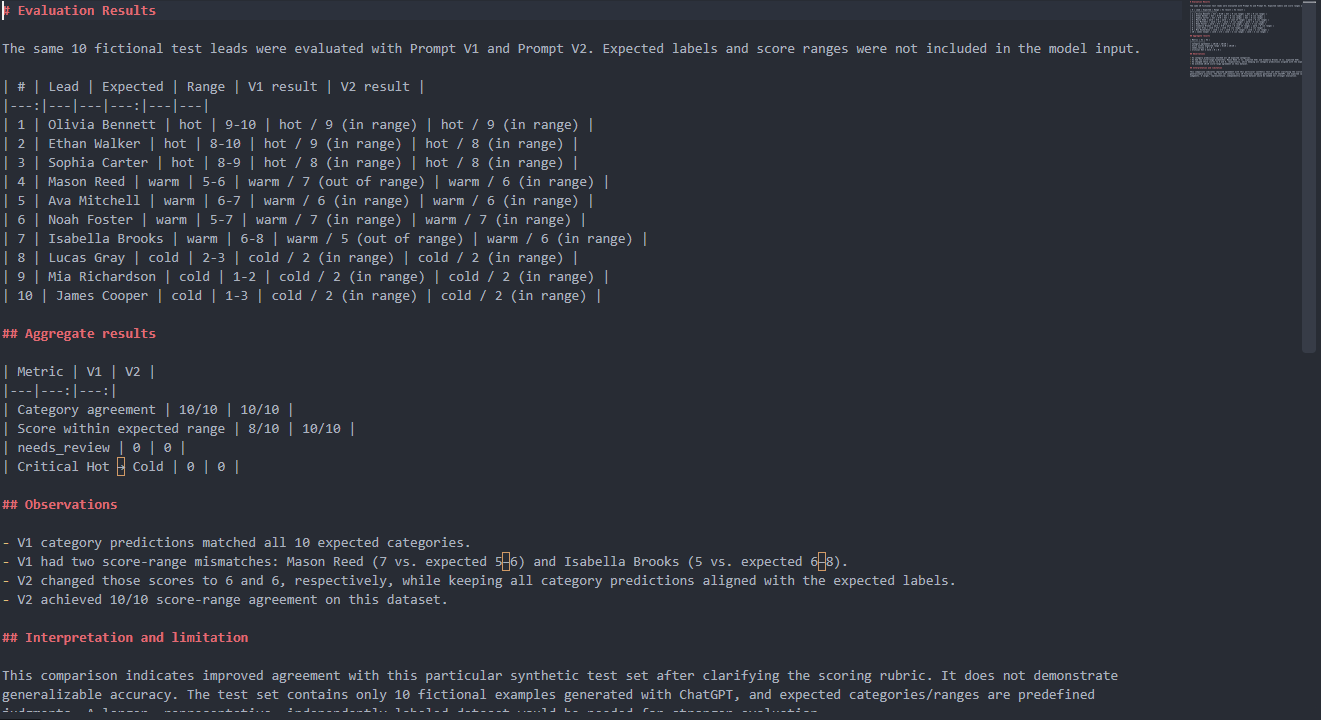 # Evaluation Results
The same 10 fictional test leads were evaluated with Prompt V1 and Prompt V2. Expected labels and score ranges were not included in the model input.
| # | Lead | Expected | Range | V1 result | V2 result |
|---:|---|---|---:|---|---|
| 1 | Olivia Bennett | hot | 9-10 | hot / 9 (in range) | hot / 9 (in range) |
| 2 | Ethan Walker | hot | 8-10 | hot / 9 (in range) | hot / 8 (in range) |
| 3 | Sophia Carter | hot | 8-9 | hot / 8 (in range) | hot / 8 (in range) |
| 4 | Mason Reed | warm | 5-6 | warm / 7 (out of range) | warm / 6 (in range) |
| 5 | Ava Mitchell | warm | 6-7 | warm / 6 (in range) | warm / 6 (in range) |
| 6 | Noah Foster | warm | 5-7 | warm / 7 (in range) | warm / 7 (in range) |
| 7 | Isabella Brooks | warm | 6-8 | warm / 5 (out of range) | warm / 6 (in range) |
| 8 | Lucas Gray | cold | 2-3 | cold / 2 (in range) | cold / 2 (in range) |
| 9 | Mia Richardson | cold | 1-2 | cold / 2 (in range) | cold / 2 (in range) |
| 10 | James Cooper | cold | 1-3 | cold / 2 (in range) | cold / 2 (in range) |
## Aggregate results
| Metric | V1 | V2 |
|---|---:|---:|
| Category agreement | 10/10 | 10/10 |
| Score within expected range | 8/10 | 10/10 |
| needs_review | 0 | 0 |
| Critical Hot → Cold | 0 | 0 |
## Observations
- V1 category predictions matched all 10 expected categories.
- V1 had two score-range mismatches: Mason Reed (7 vs. expected 5–6) and Isabella Brooks (5 vs. expected 6–8).
- V2 changed those scores to 6 and 6, respectively, while keeping all category predictions aligned with the expected labels.
- V2 achieved 10/10 score-range agreement on this dataset.
## Interpretation and limitation
This comparison indicates improved agreement with this particular synthetic test set after clarifying the scoring rubric. It does not demonstrate
generalizable accuracy. The test set contains only 10 fictional examples generated with ChatGPT, and expected categories/ranges are predefined
judgments. A larger, representative, independently labeled dataset would be needed for stronger evaluation.